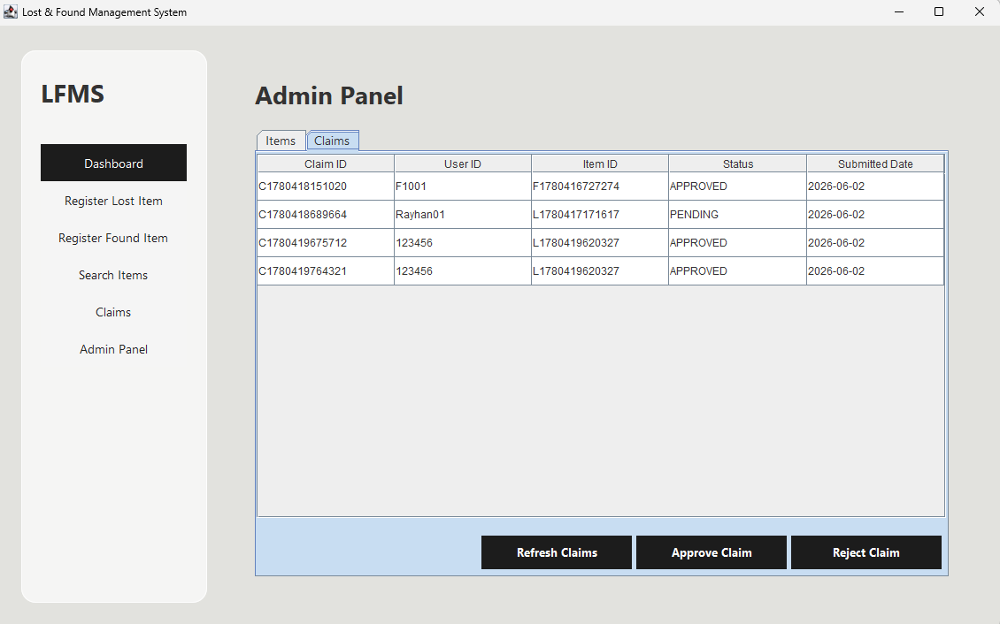 Lost & Found Management System
LFMS
Dashboard
Register Lost Item
Register Found Item
Search Items
Claims
Admin Panel
Admin Panel
Items Claims
Claim ID User ID Item ID Status Submitted Date
C1780418151020 F1001 F1780416727274 APPROVED 2026-06-02
C1780418689664 Rayhan01 L1780417171617 PENDING 2026-06-02
C1780419675712 123456 L1780419620327 APPROVED 2026-06-02
C1780419764321 123456 L1780419620327 APPROVED 2026-06-02
Refresh Claims Approve Claim Reject Claim